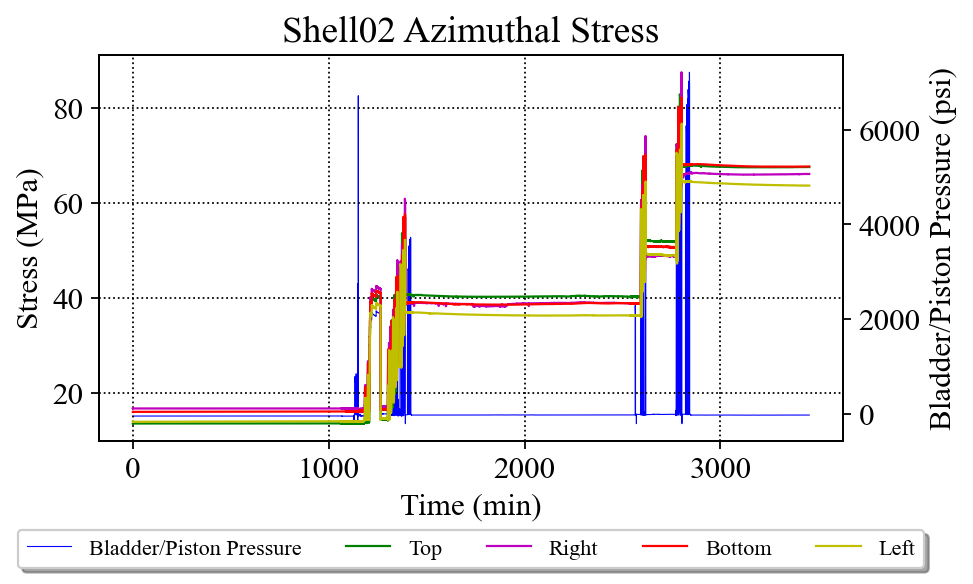 Shell02 Azimuthal Stress
80
60
40
20
Stress (MPa)
6000
4000
2000
0
Bladder/Piston Pressure (psi)
0 1000 2000 3000
Time (min)
Bladder/Piston Pressure Top Right Bottom Left